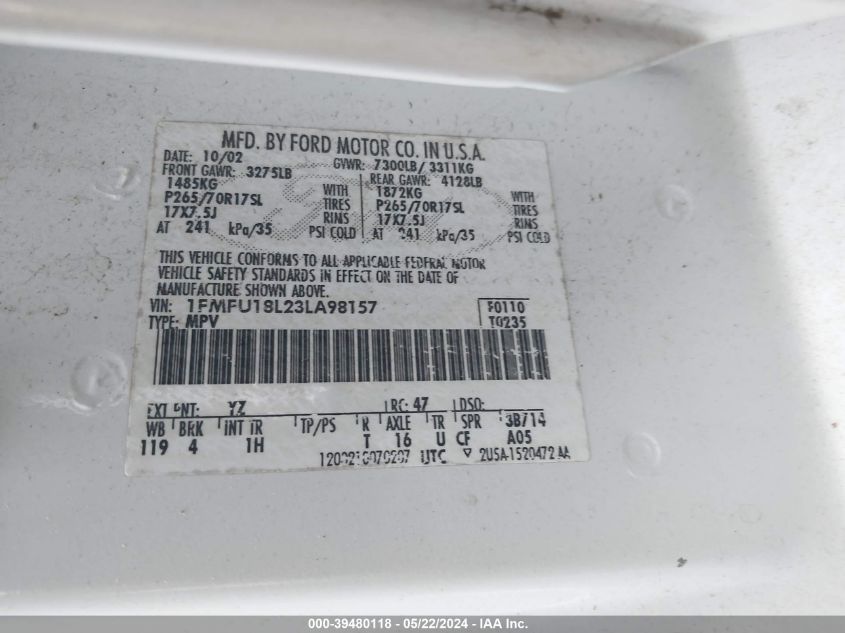 MFD. BY FORD MOTOR CO. IN U.S.A.
DATE: 10/02 GVWR: 7300LB/ 3311KG
FRONT GAWR: 3275LB REAR GAWR: 4128LB
1485KG WITH 1872KG WITH
P265/70R17SL TIRES P265/70R17SL TIRES
17X7.5J RIMS 17X7.5J RIMS
AT 241 kPa/35 PSI COLD AT 241 kPa/35 PSI COLD
THIS VEHICLE CONFORMS TO ALL APPLICABLE FEDERAL MOTOR
VEHICLE SAFETY STANDARDS IN EFFECT ON THE DATE OF
MANUFACTURE SHOWN ABOVE.
VIN: 1FMFU18L23LA98157 F0110
TYPE: MPV T0235
EXT PNT: YZ RC: 47 DSO:
WB BRK INT TR TP/PS R AXLE TR SPR 3B714
119 4 1H T 16 U CF A05
UTC ▽ 2U5A-1520472 AA
000-39480118 - 05/22/2024 - IAA Inc.